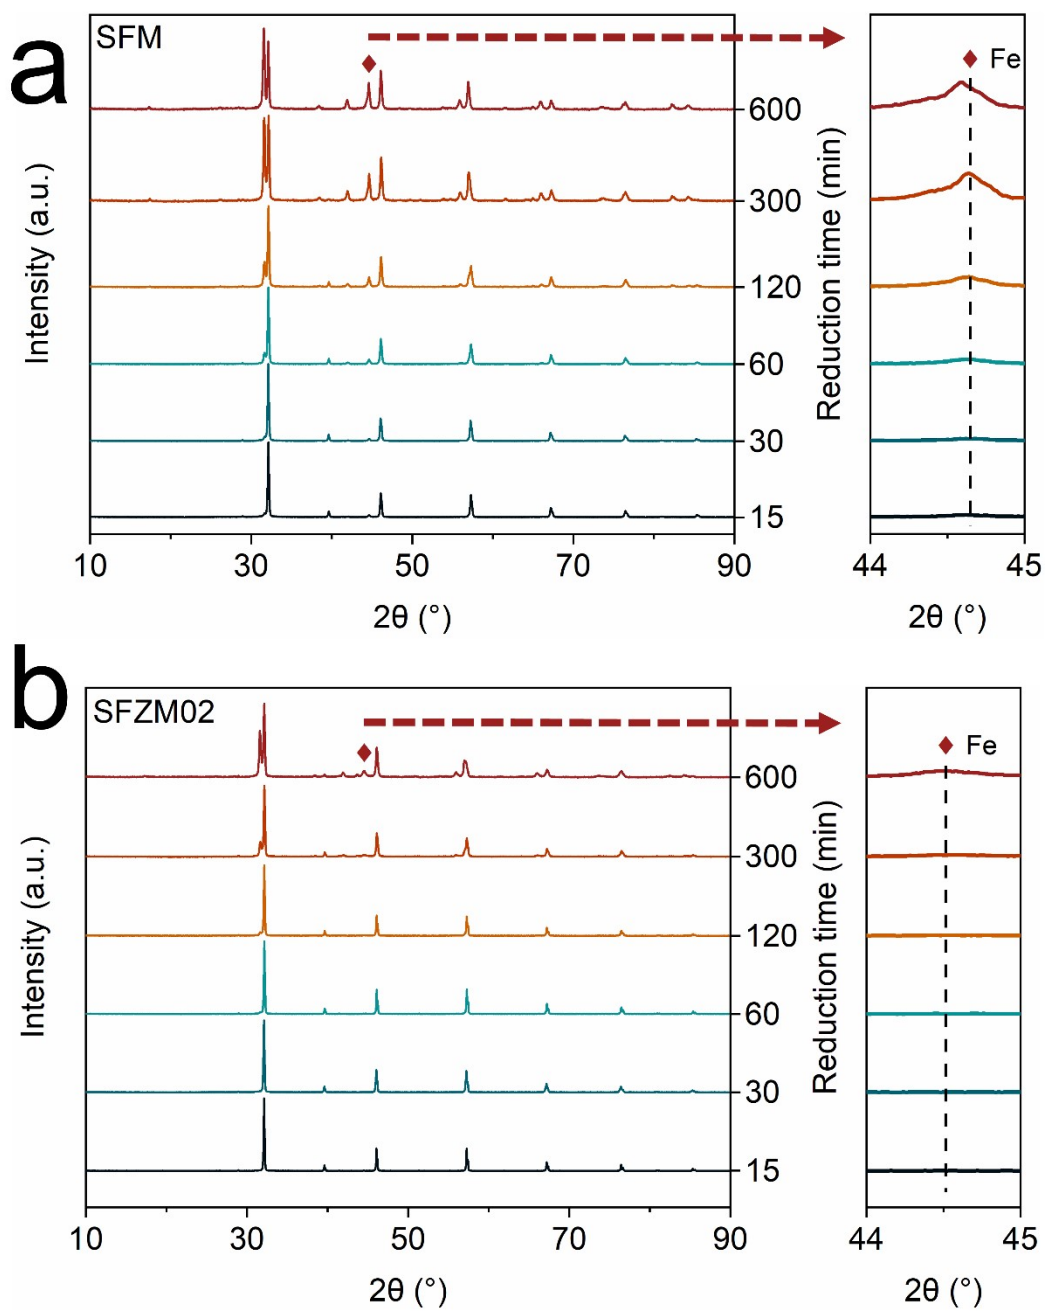 a
SFM
Fe
600
300
120
60
30
15
Intensity (a.u.)
Reduction time (min)
10 30 50 70 90
44 45
2θ (°)
2θ (°)
b
SFZM02
Fe
600
300
120
60
30
15
Intensity (a.u.)
Reduction time (min)
10 30 50 70 90
44 45
2θ (°)
2θ (°)